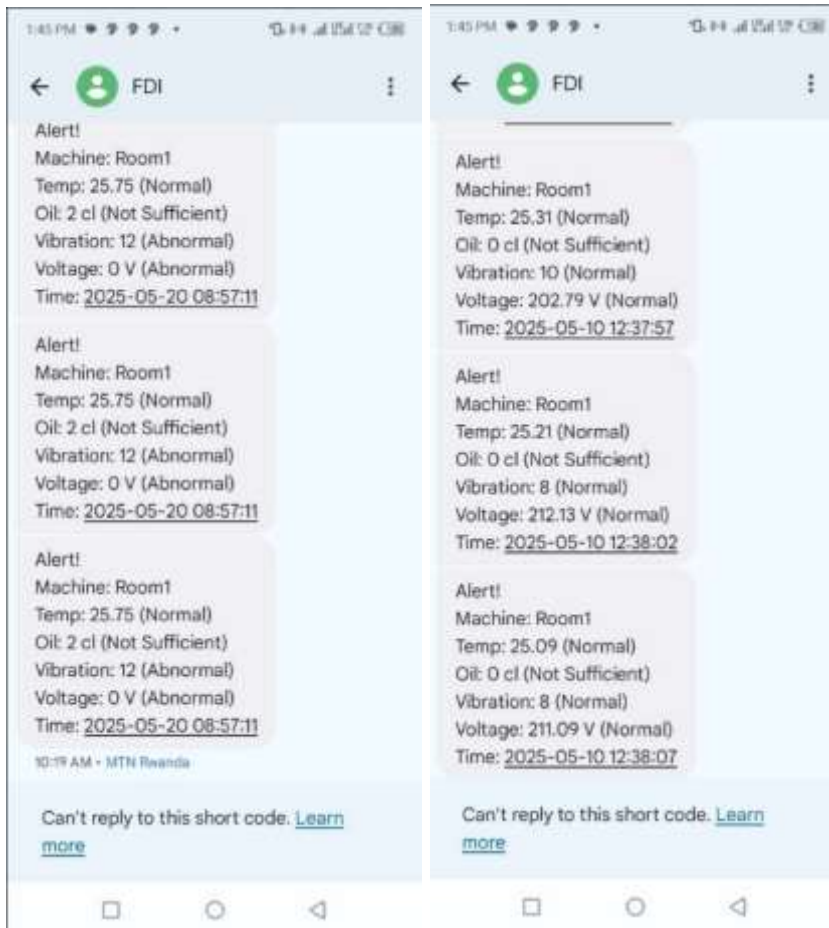 1:45 PM
FDI
Alert!
Machine: Room1
Temp: 25.75 (Normal)
Oil: 2 cl (Not Sufficient)
Vibration: 12 (Abnormal)
Voltage: 0 V (Abnormal)
Time: 2025-05-20 08:57:11
Alert!
Machine: Room1
Temp: 25.75 (Normal)
Oil: 2 cl (Not Sufficient)
Vibration: 12 (Abnormal)
Voltage: 0 V (Abnormal)
Time: 2025-05-20 08:57:11
Alert!
Machine: Room1
Temp: 25.75 (Normal)
Oil: 2 cl (Not Sufficient)
Vibration: 12 (Abnormal)
Voltage: 0 V (Abnormal)
Time: 2025-05-20 08:57:11
10:19 AM • MTN Rwanda
Can't reply to this short code. Learn
more
1:45 PM
FDI
Alert!
Machine: Room1
Temp: 25.31 (Normal)
Oil: 0 cl (Not Sufficient)
Vibration: 10 (Normal)
Voltage: 202.79 V (Normal)
Time: 2025-05-10 12:37:57
Alert!
Machine: Room1
Temp: 25.21 (Normal)
Oil: 0 cl (Not Sufficient)
Vibration: 8 (Normal)
Voltage: 212.13 V (Normal)
Time: 2025-05-10 12:38:02
Alert!
Machine: Room1
Temp: 25.09 (Normal)
Oil: 0 cl (Not Sufficient)
Vibration: 8 (Normal)
Voltage: 211.09 V (Normal)
Time: 2025-05-10 12:38:07
Can't reply to this short code. Learn
more